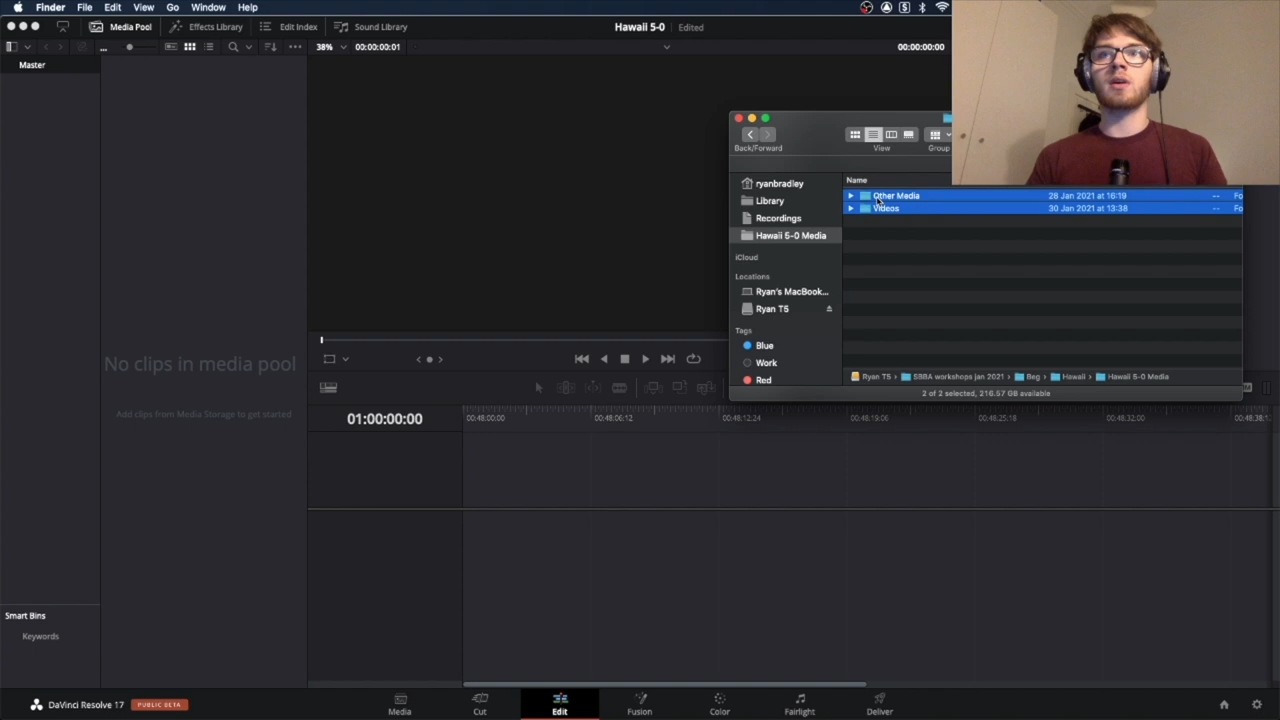 Finder File Edit View Go Window Help
Media Pool Effects Library Edit Index Sound Library Hawaii 5-0 Edited
38% 00:00:00:01 00:00:00:00
Master
Back/Forward View Group
Name
ryanbradley
Library
Recordings
Hawaii 5-0 Media
iCloud
Locations
Ryan's MacBook...
Ryan T5
Tags
Blue
Work
Red
Other Media 28 Jan 2021 at 16:19 -- Fo
Videos 30 Jan 2021 at 13:38 -- Fo
Ryan T5 › SBBA workshops jan 2021 › Beg › Hawaii › Hawaii 5-0 Media
2 of 2 selected, 216.57 GB available
No clips in media pool
Add clips from Media Storage to get started
01:00:00:00 00:48:00:00 00:48:06:12 00:48:12:24 00:48:19:06 00:48:25:18 00:48:32:00 00:48:38:1
Smart Bins
Keywords
DaVinci Resolve 17 PUBLIC BETA
Media Cut Edit Fusion Color Fairlight Deliver